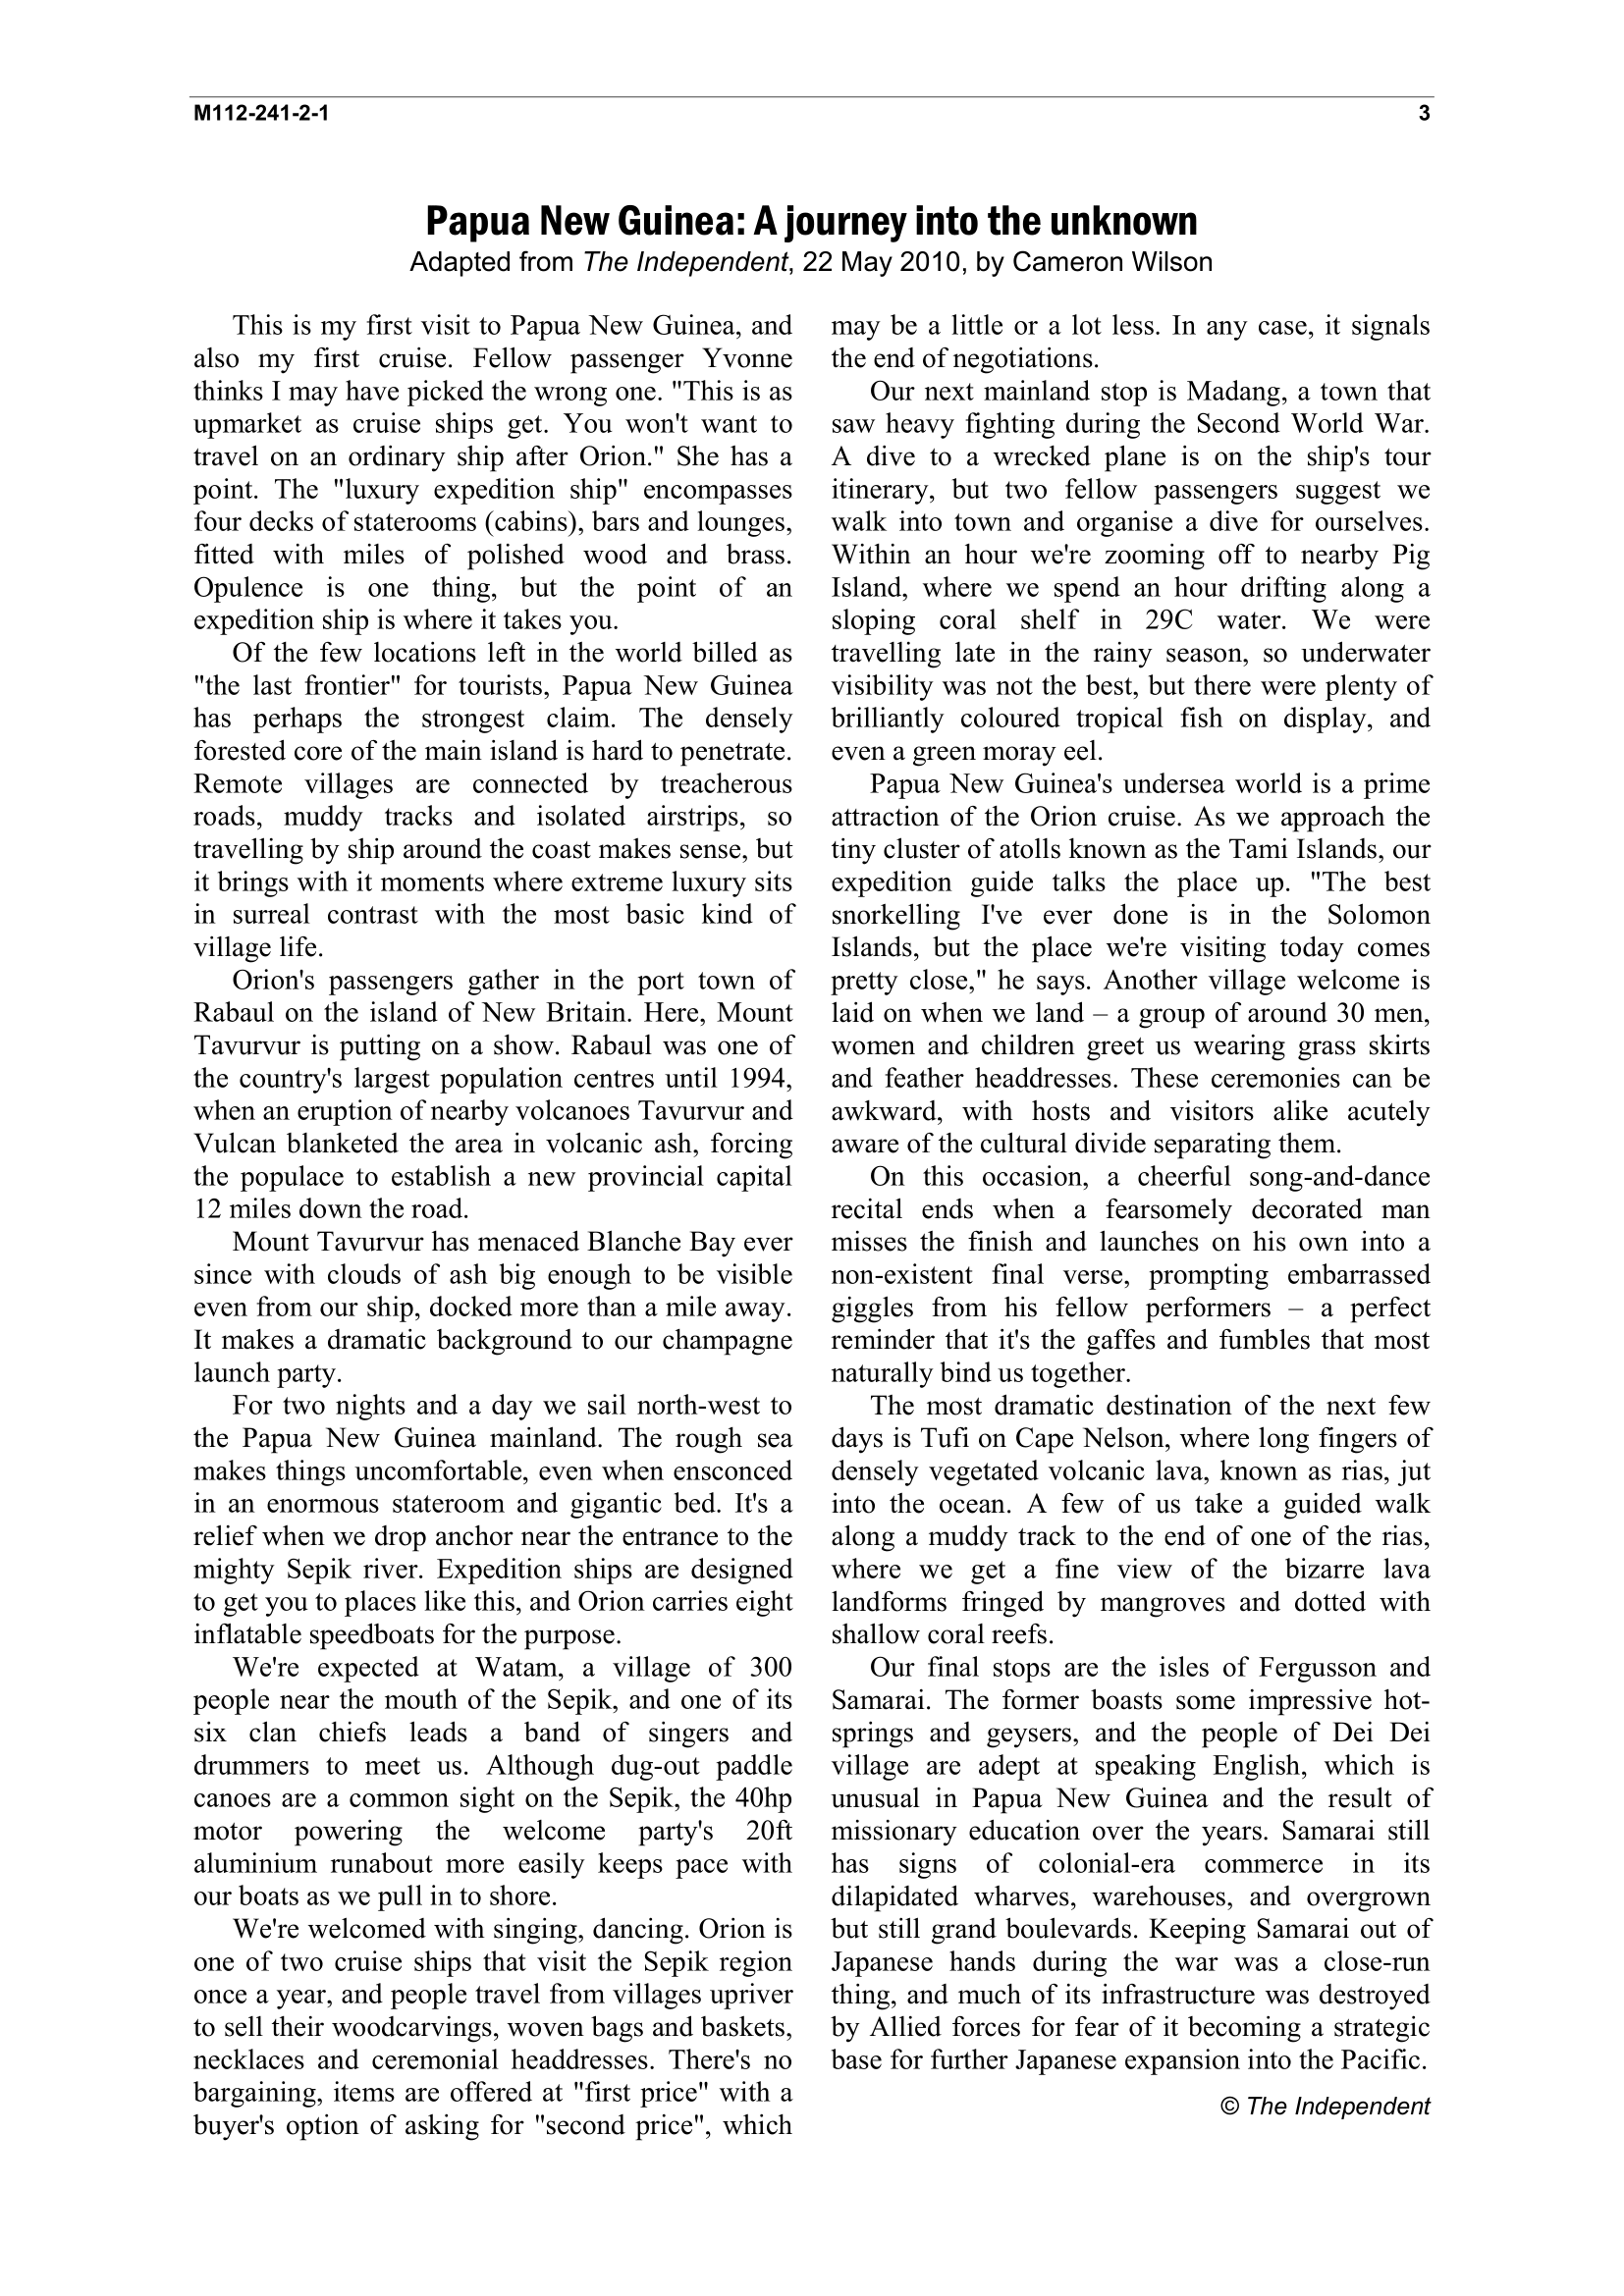 M112-241-2-1
3
Papua New Guinea: A journey into the unknown
Adapted from The Independent, 22 May 2010, by Cameron Wilson
This is my first visit to Papua New Guinea, and
also my first cruise. Fellow passenger Yvonne
thinks I may have picked the wrong one. "This is as
upmarket as cruise ships get. You won't want to
travel on an ordinary ship after Orion." She has a
point. The "luxury expedition ship" encompasses
four decks of staterooms (cabins), bars and lounges,
fitted with miles of polished wood and brass.
Opulence is one thing, but the point of an
expedition ship is where it takes you.
Of the few locations left in the world billed as
"the last frontier" for tourists, Papua New Guinea
has perhaps the strongest claim. The densely
forested core of the main island is hard to penetrate.
Remote villages are connected by treacherous
roads, muddy tracks and isolated airstrips, so
travelling by ship around the coast makes sense, but
it brings with it moments where extreme luxury sits
in surreal contrast with the most basic kind of
village life.
Orion's passengers gather in the port town of
Rabaul on the island of New Britain. Here, Mount
Tavurvur is putting on a show. Rabaul was one of
the country's largest population centres until 1994,
when an eruption of nearby volcanoes Tavurvur and
Vulcan blanketed the area in volcanic ash, forcing
the populace to establish a new provincial capital
12 miles down the road.
Mount Tavurvur has menaced Blanche Bay ever
since with clouds of ash big enough to be visible
even from our ship, docked more than a mile away.
It makes a dramatic background to our champagne
launch party.
For two nights and a day we sail north-west to
the Papua New Guinea mainland. The rough sea
makes things uncomfortable, even when ensconced
in an enormous stateroom and gigantic bed. It's a
relief when we drop anchor near the entrance to the
mighty Sepik river. Expedition ships are designed
to get you to places like this, and Orion carries eight
inflatable speedboats for the purpose.
We're expected at Watam, a village of 300
people near the mouth of the Sepik, and one of its
six clan chiefs leads a band of singers and
drummers to meet us. Although dug-out paddle
canoes are a common sight on the Sepik, the 40hp
motor powering the welcome party's 20ft
aluminium runabout more easily keeps pace with
our boats as we pull in to shore.
We're welcomed with singing, dancing. Orion is
one of two cruise ships that visit the Sepik region
once a year, and people travel from villages upriver
to sell their woodcarvings, woven bags and baskets,
necklaces and ceremonial headdresses. There's no
bargaining, items are offered at "first price" with a
buyer's option of asking for "second price", which
may be a little or a lot less. In any case, it signals
the end of negotiations.
Our next mainland stop is Madang, a town that
saw heavy fighting during the Second World War.
A dive to a wrecked plane is on the ship's tour
itinerary, but two fellow passengers suggest we
walk into town and organise a dive for ourselves.
Within an hour we're zooming off to nearby Pig
Island, where we spend an hour drifting along a
sloping coral shelf in 29C water. We were
travelling late in the rainy season, so underwater
visibility was not the best, but there were plenty of
brilliantly coloured tropical fish on display, and
even a green moray eel.
Papua New Guinea's undersea world is a prime
attraction of the Orion cruise. As we approach the
tiny cluster of atolls known as the Tami Islands, our
expedition guide talks the place up. "The best
snorkelling I've ever done is in the Solomon
Islands, but the place we're visiting today comes
pretty close," he says. Another village welcome is
laid on when we land – a group of around 30 men,
women and children greet us wearing grass skirts
and feather headdresses. These ceremonies can be
awkward, with hosts and visitors alike acutely
aware of the cultural divide separating them.
On this occasion, a cheerful song-and-dance
recital ends when a fearsomely decorated man
misses the finish and launches on his own into a
non-existent final verse, prompting embarrassed
giggles from his fellow performers – a perfect
reminder that it's the gaffes and fumbles that most
naturally bind us together.
The most dramatic destination of the next few
days is Tufi on Cape Nelson, where long fingers of
densely vegetated volcanic lava, known as rias, jut
into the ocean. A few of us take a guided walk
along a muddy track to the end of one of the rias,
where we get a fine view of the bizarre lava
landforms fringed by mangroves and dotted with
shallow coral reefs.
Our final stops are the isles of Fergusson and
Samarai. The former boasts some impressive hot-
springs and geysers, and the people of Dei Dei
village are adept at speaking English, which is
unusual in Papua New Guinea and the result of
missionary education over the years. Samarai still
has signs of colonial-era commerce in its
dilapidated wharves, warehouses, and overgrown
but still grand boulevards. Keeping Samarai out of
Japanese hands during the war was a close-run
thing, and much of its infrastructure was destroyed
by Allied forces for fear of it becoming a strategic
base for further Japanese expansion into the Pacific.
© The Independent